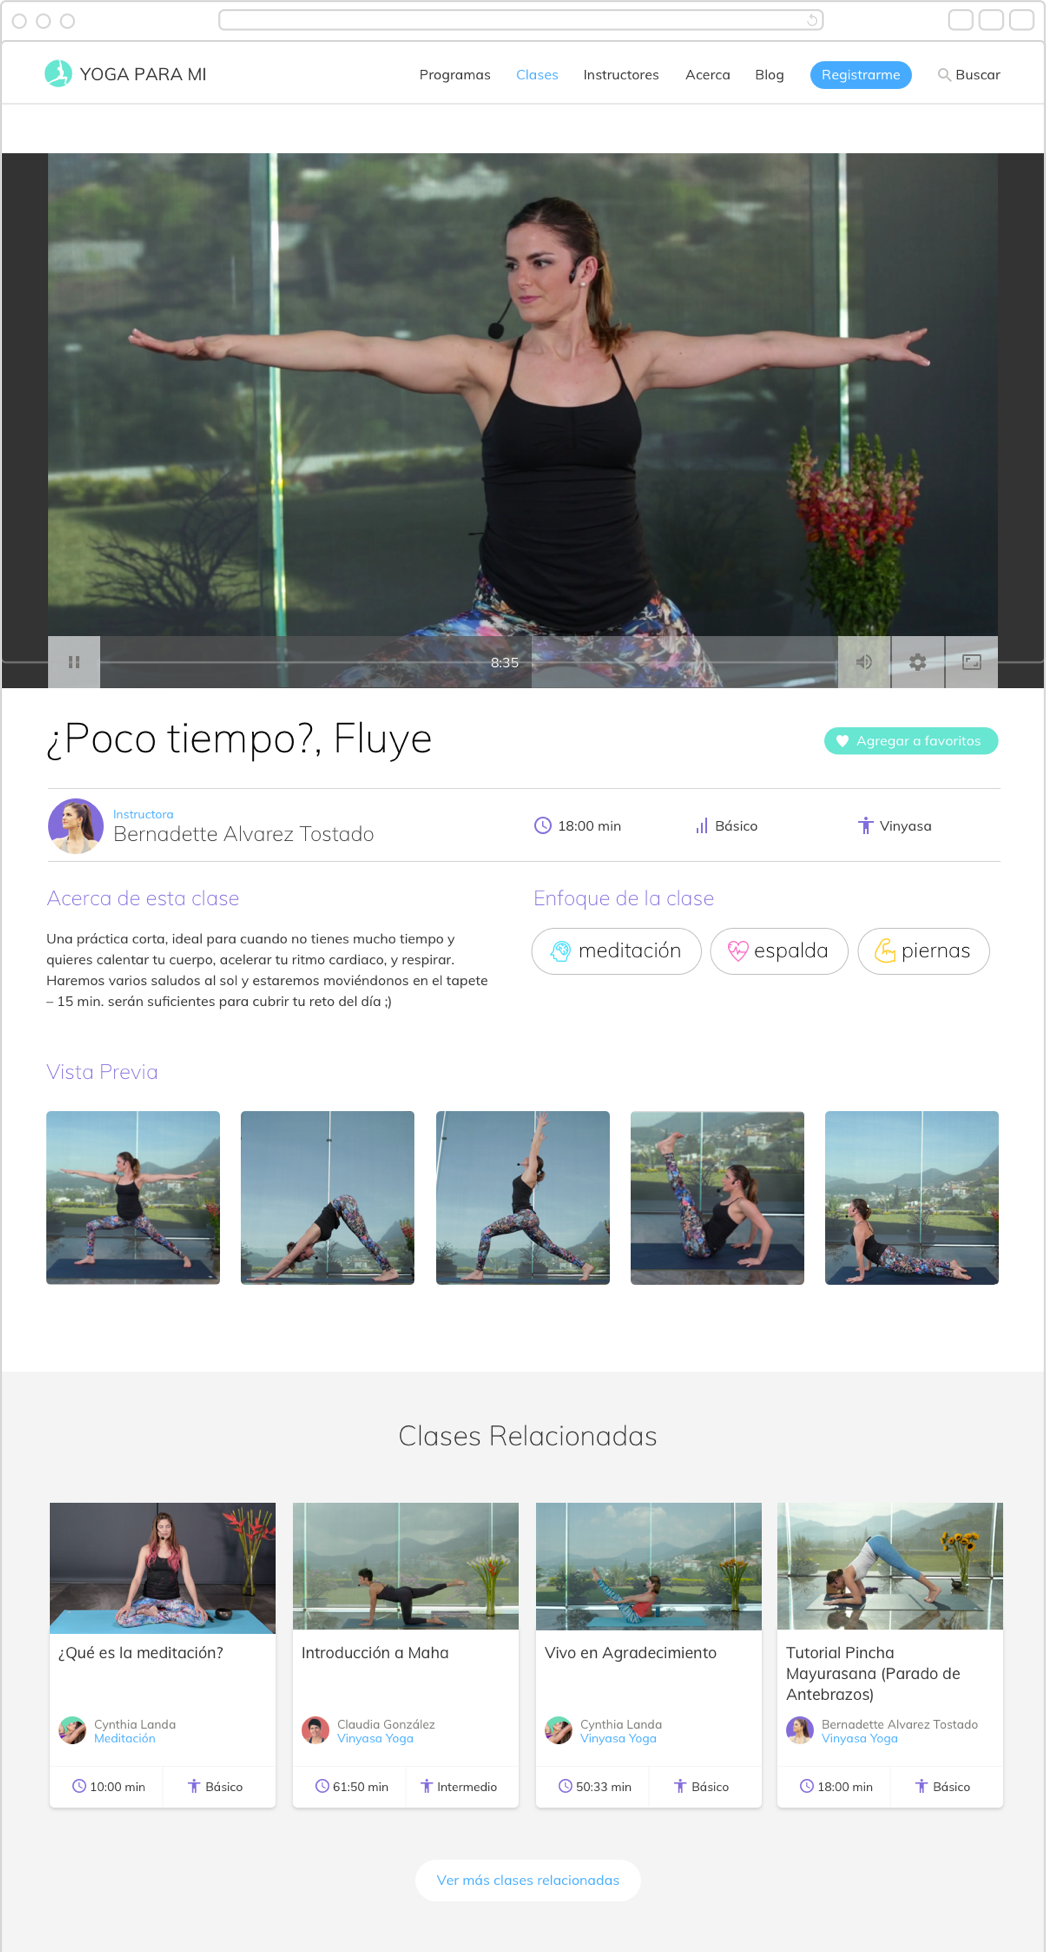 YOGA PARA MI
Programas Clases Instructores Acerca Blog Registrarme Buscar
8:35
¿Poco tiempo?, Fluye
Agregar a favoritos
Instructora
Bernadette Alvarez Tostado
18:00 min Básico Vinyasa
Acerca de esta clase
Una práctica corta, ideal para cuando no tienes mucho tiempo y
quieres calentar tu cuerpo, acelerar tu ritmo cardiaco, y respirar.
Haremos varios saludos al sol y estaremos moviéndonos en el tapete
– 15 min. serán suficientes para cubrir tu reto del día ;)
Enfoque de la clase
meditación espalda piernas
Vista Previa
Clases Relacionadas
¿Qué es la meditación?
Cynthia Landa
Meditación
10:00 min Básico
Introducción a Maha
Claudia González
Vinyasa Yoga
61:50 min Intermedio
Vivo en Agradecimiento
Cynthia Landa
Vinyasa Yoga
50:33 min Básico
Tutorial Pincha
Mayurasana (Parado de
Antebrazos)
Bernadette Alvarez Tostado
Vinyasa Yoga
18:00 min Básico
Ver más clases relacionadas